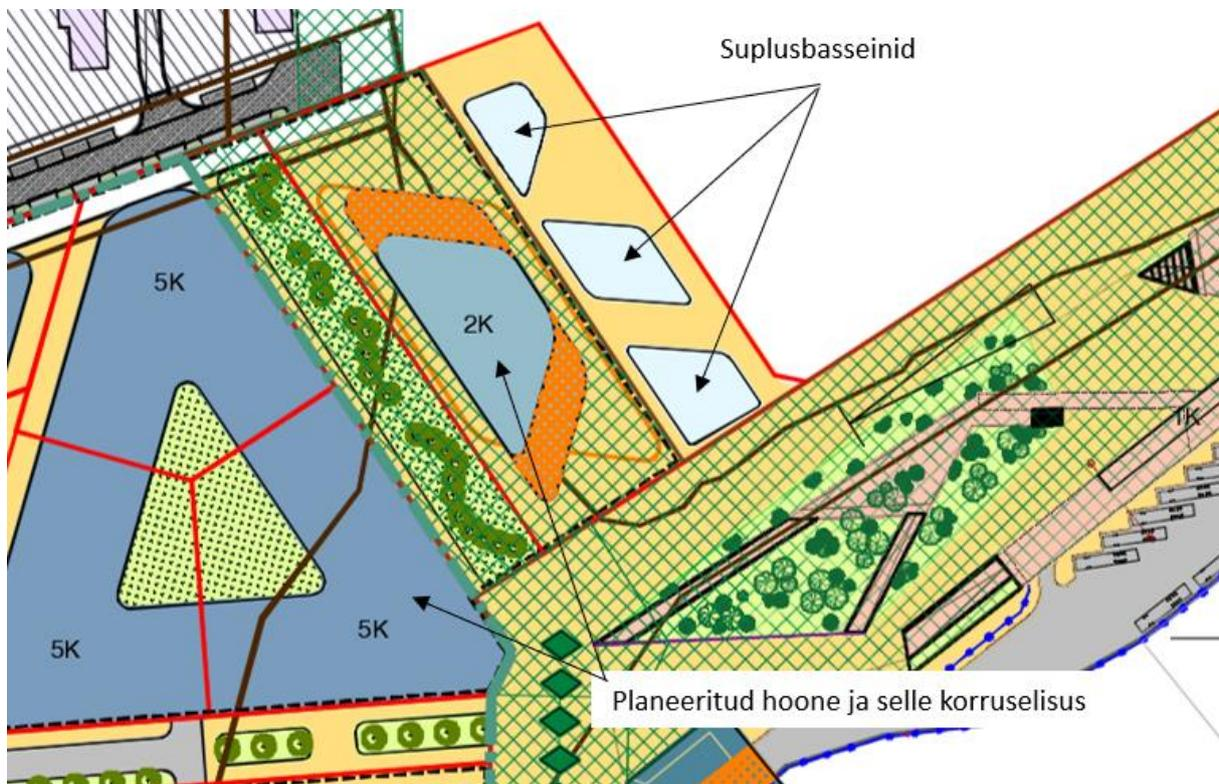 Suplusbasseinid
5K
2K
1K
5K
5K
Planeeritud hoone ja selle korruselisus